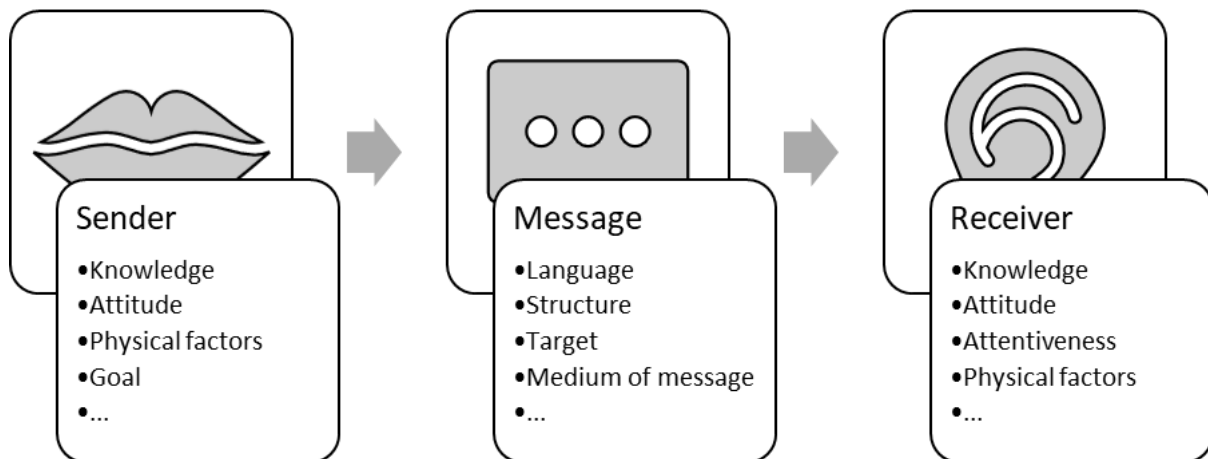 Sender
•Knowledge
•Attitude
•Physical factors
•Goal
•...
Message
•Language
•Structure
•Target
•Medium of message
•...
Receiver
•Knowledge
•Attitude
•Attentiveness
•Physical factors
•...